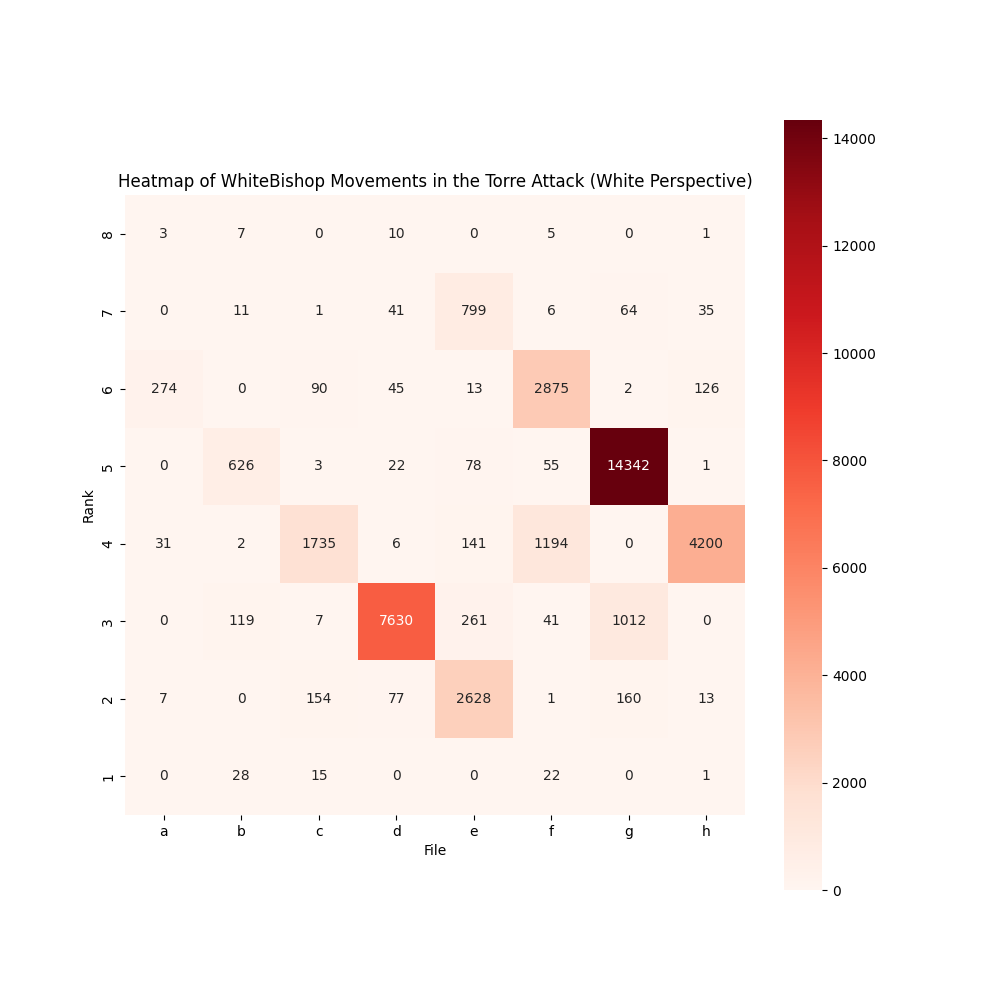 Heatmap of WhiteBishop Movements in the Torre Attack (White Perspective)
8 3 7 0 10 0 5 0 1
7 0 11 1 41 799 6 64 35
6 274 0 90 45 13 2875 2 126
5 0 626 3 22 78 55 14342 1
4 31 2 1735 6 141 1194 0 4200
3 0 119 7 7630 261 41 1012 0
2 7 0 154 77 2628 1 160 13
1 0 28 15 0 0 22 0 1
a b c d e f g h
File
Rank
14000
12000
10000
8000
6000
4000
2000
0